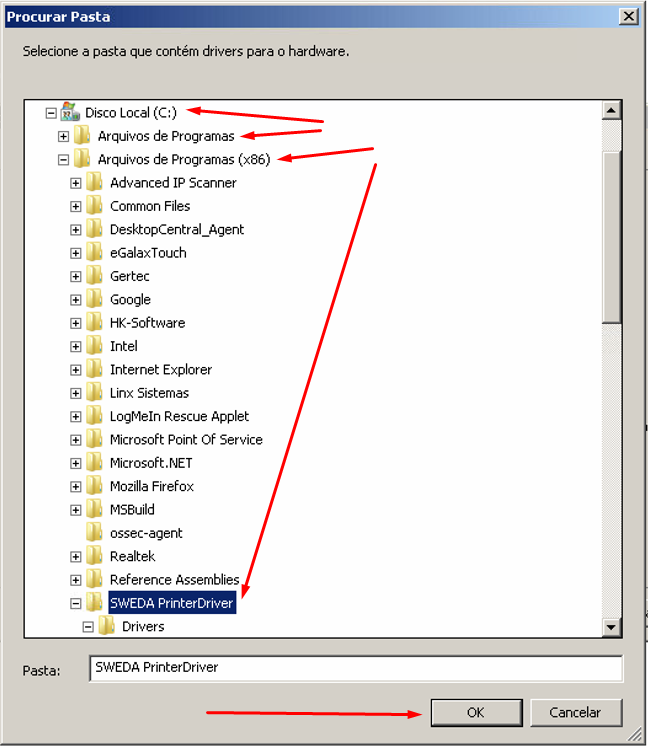 Procurar Pasta
Selecione a pasta que contém drivers para o hardware.
Disco Local (C:)
Arquivos de Programas
Arquivos de Programas (x86)
Advanced IP Scanner
Common Files
DesktopCentral_Agent
eGalaxTouch
Gertec
Google
HK-Software
Intel
Internet Explorer
Linx Sistemas
LogMeIn Rescue Applet
Microsoft Point Of Service
Microsoft.NET
Mozilla Firefox
MSBuild
ossec-agent
Realtek
Reference Assemblies
SWEDA PrinterDriver
Drivers
Pasta: SWEDA PrinterDriver
OK Cancelar